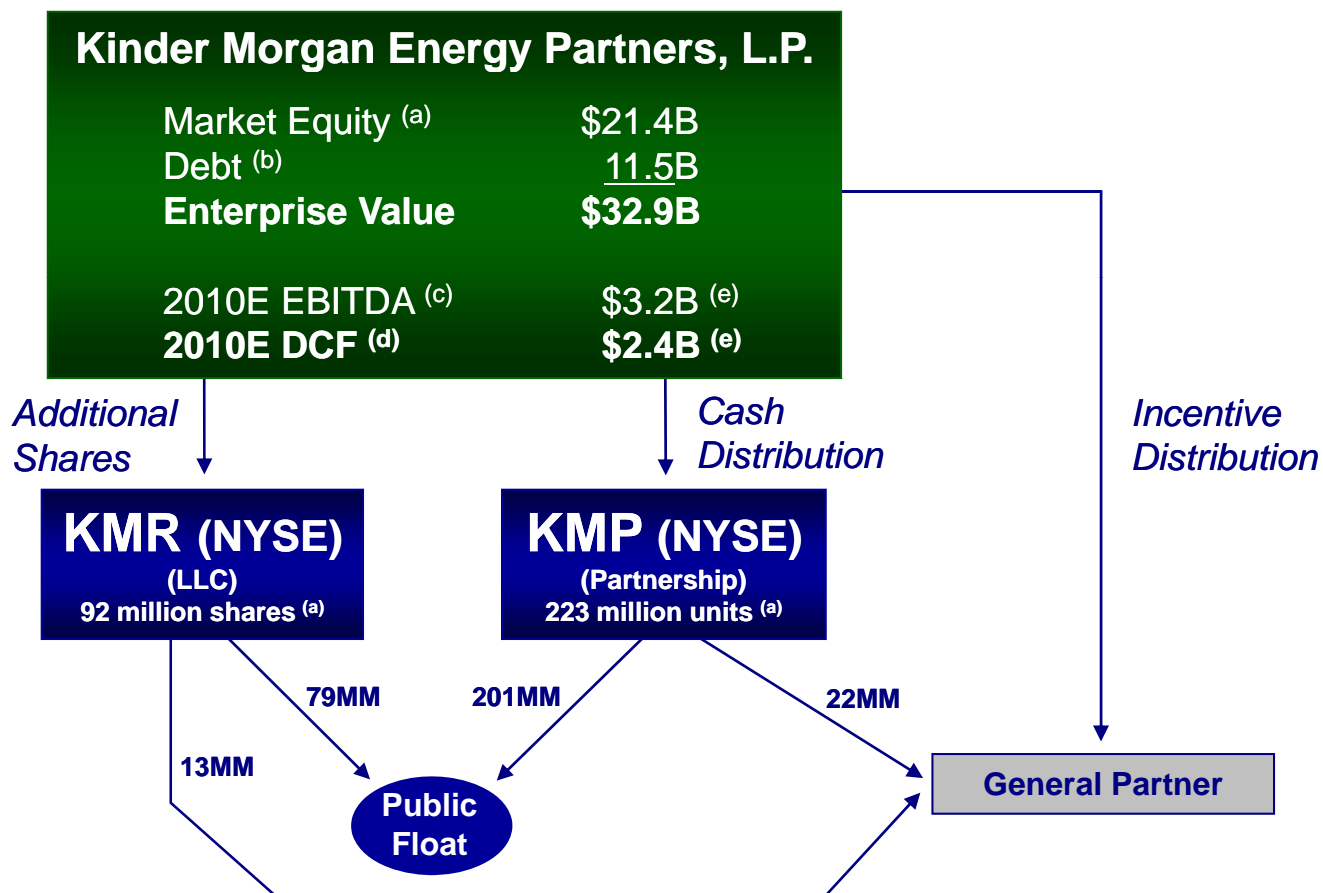 Kinder Morgan Energy Partners, L.P.
Market Equity (a) $21.4B
Debt (b) 11.5B
Enterprise Value $32.9B
2010E EBITDA (c) $3.2B (e)
2010E DCF (d) $2.4B (e)
Additional
Shares
Cash
Distribution
Incentive
Distribution
KMR (NYSE)
(LLC)
92 million shares (a)
KMP (NYSE)
(Partnership)
223 million units (a)
79MM
201MM
22MM
13MM
Public
Float
General Partner